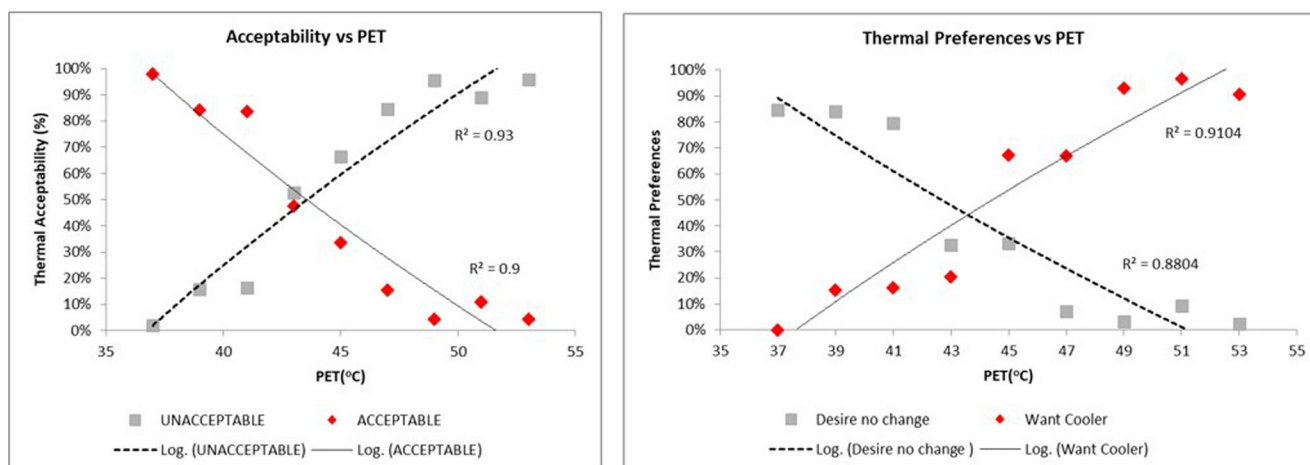 Acceptability vs PET
Thermal Acceptability (%)
100%
90%
80%
70%
60%
50%
40%
30%
20%
10%
0%
R² = 0.93
R² = 0.9
35 41 45 51 55
PET(°C)
UNACCEPTABLE ACCEPTABLE
Log. (UNACCEPTABLE) Log. (ACCEPTABLE)
Thermal Preferences vs PET
Thermal Preferences
100%
90%
80%
70%
60%
50%
40%
30%
20%
10%
0%
R² = 0.9104
R² = 0.8804
35 37 39 41 43 45 47 49 51 53 55
PET(°C)
Desire no change Want Cooler
Log. (Desire no change ) Log. (Want Cooler)